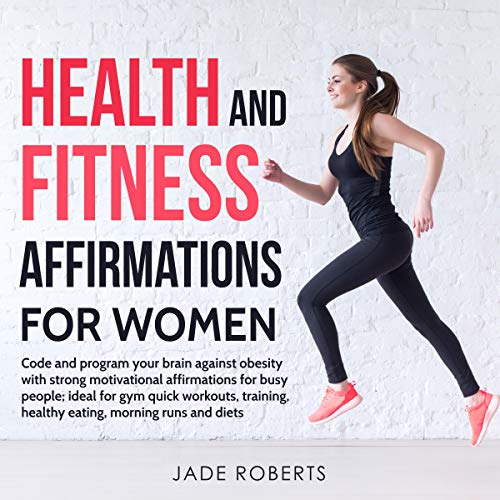 HEALTH AND
FITNESS
AFFIRMATIONS
FOR WOMEN
Code and program your brain against obesity
with strong motivational affirmations for busy
people; ideal for gym quick workouts, training,
healthy eating, morning runs and diets
JADE ROBERTS